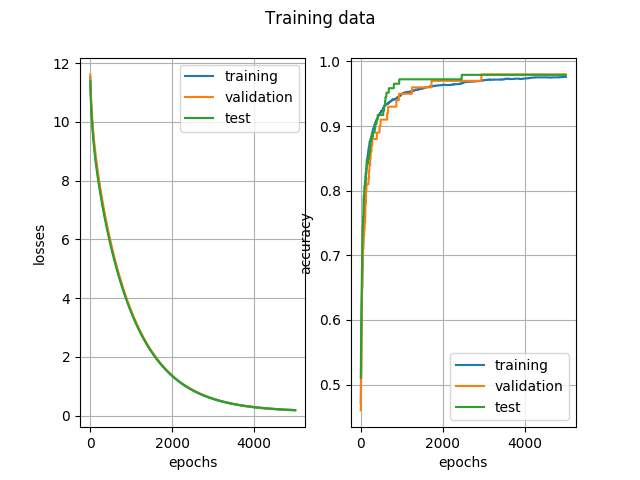 Training data
losses
12
10
8
6
4
2
0
0
2000
4000
epochs
training
validation
test
accuracy
1.0
0.9
0.8
0.7
0.6
0.5
0
2000
4000
epochs
training
validation
test